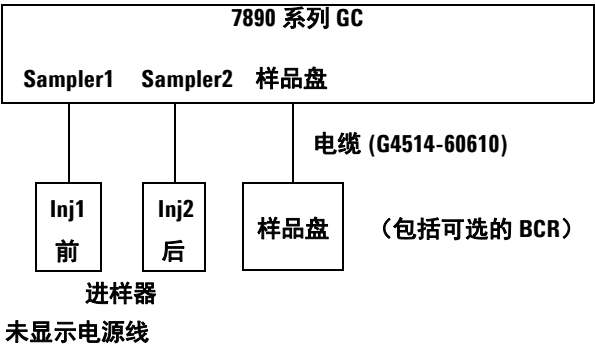 7890 系列 GC
Sampler1 Sampler2 样品盘
电缆 (G4514-60610)
Inj1 Inj2
前 后 样品盘 （包括可选的 BCR）
进样器
未显示电源线